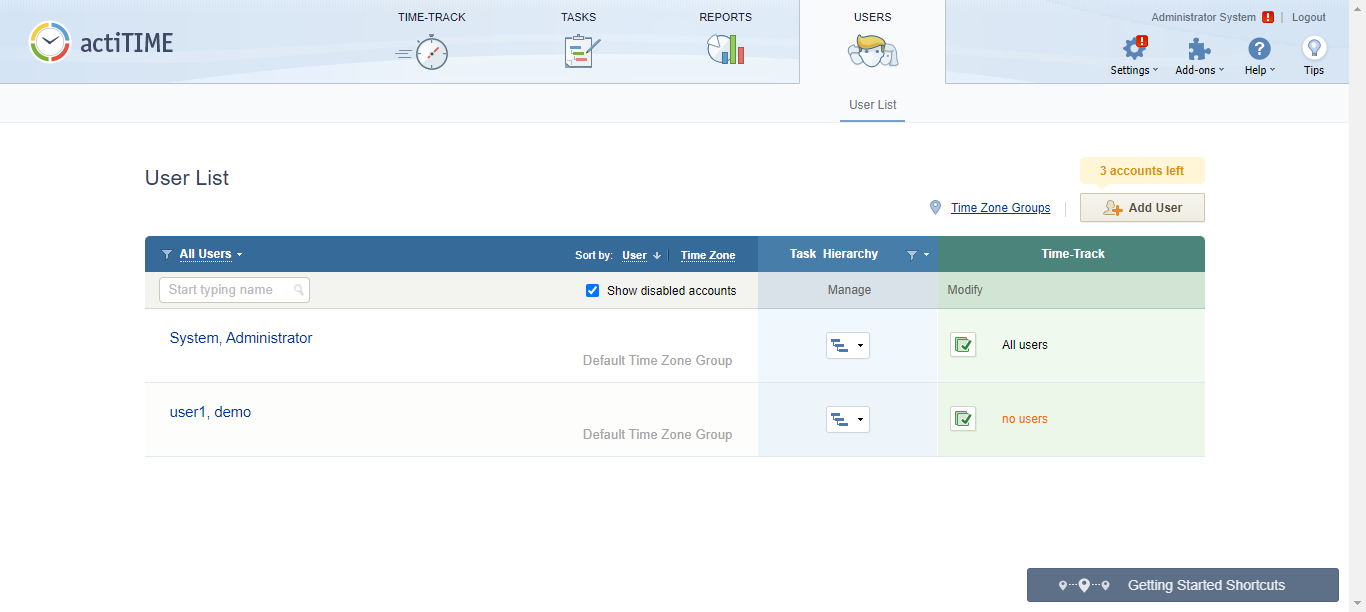 TIME-TRACK
TASKS
REPORTS
USERS
Administrator System ! | Logout
actiTIME
Settings
Add-ons
Help
Tips
User List
User List
3 accounts left
Time Zone Groups
Add User
All Users
Sort by: User Time Zone
Task Hierarchy
Time-Track
Start typing name
Show disabled accounts
Manage
Modify
System, Administrator
Default Time Zone Group
All users
user1, demo
Default Time Zone Group
no users
Getting Started Shortcuts